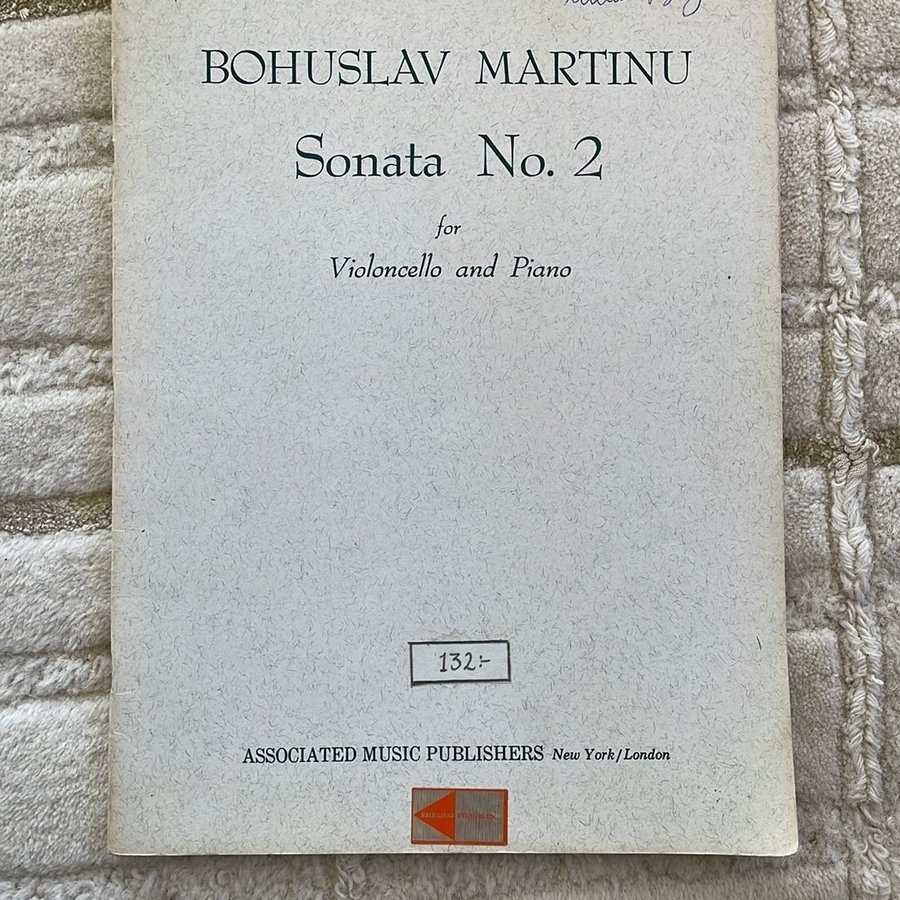 BOHUSLAV MARTINU
Sonata No. 2
for
Violoncello and Piano
132:-
ASSOCIATED MUSIC PUBLISHERS New York/London